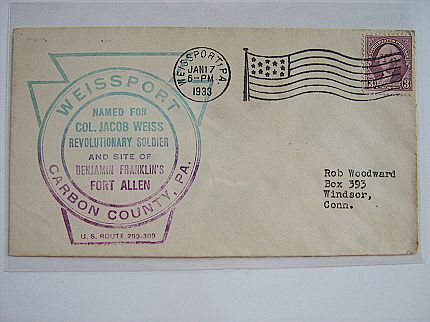 WEISSPORT
NAMED FOR
COL. JACOB WEISS
REVOLUTIONARY SOLDIER
AND SITE OF
BENJAMIN FRANKLIN'S
FORT ALLEN
CARBON COUNTY, PA.
U.S. ROUTE 209-309
WEISSPORT, PA.
JAN 17
6-PM
1933
3
Rob Woodward
Box 393
Windsor,
Conn.